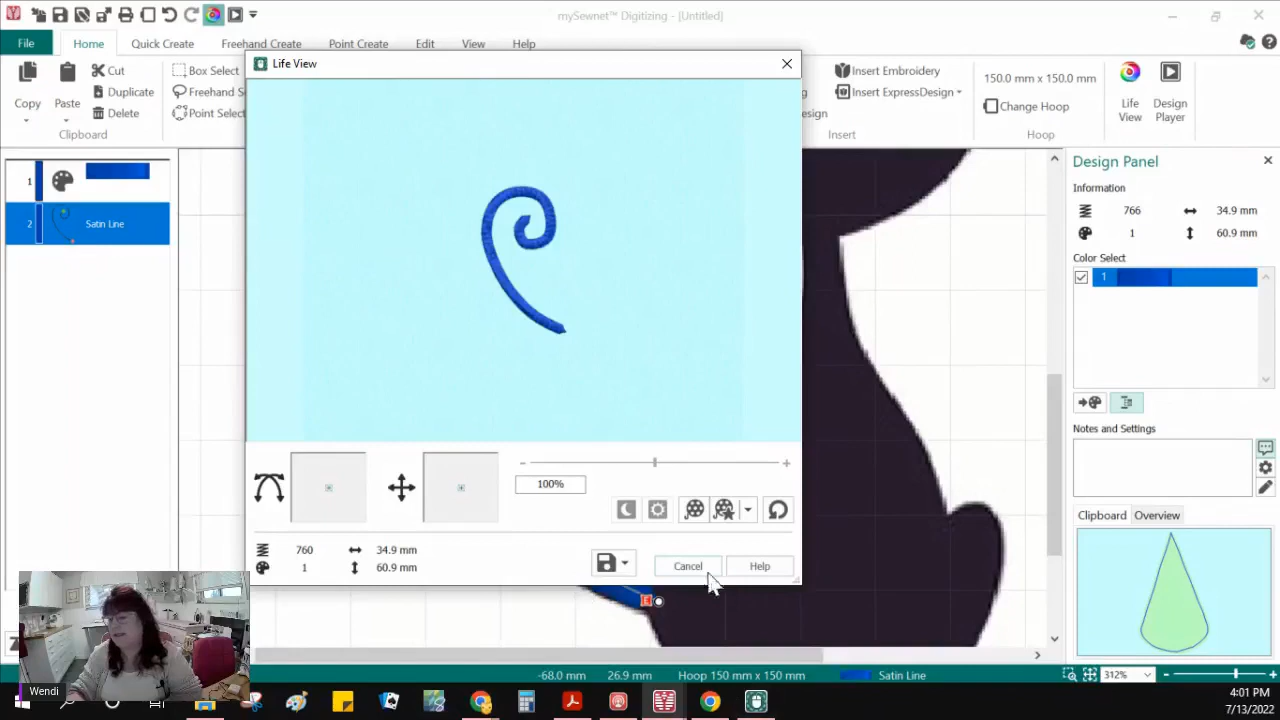 mySewnet™ Digitizing - [Untitled]
File
Home
Quick Create
Freehand Create
Point Create
Edit
View
Help
Copy
Paste
Cut
Duplicate
Delete
Clipboard
Box Select
Freehand S
Point Select
Life View
Insert Embroidery
Insert ExpressDesign
esign
Insert
150.0 mm x 150.0 mm
Change Hoop
Hoop
Life View
Design Player
1
2 Satin Line
100%
760 34.9 mm
1 60.9 mm
Cancel
Help
Design Panel
Information
766 34.9 mm
1 60.9 mm
Color Select
1
Notes and Settings
Clipboard Overview
E
-68.0 mm 26.9 mm Hoop 150 mm x 150 mm Satin Line 312%
Wendi
4:01 PM
7/13/2022